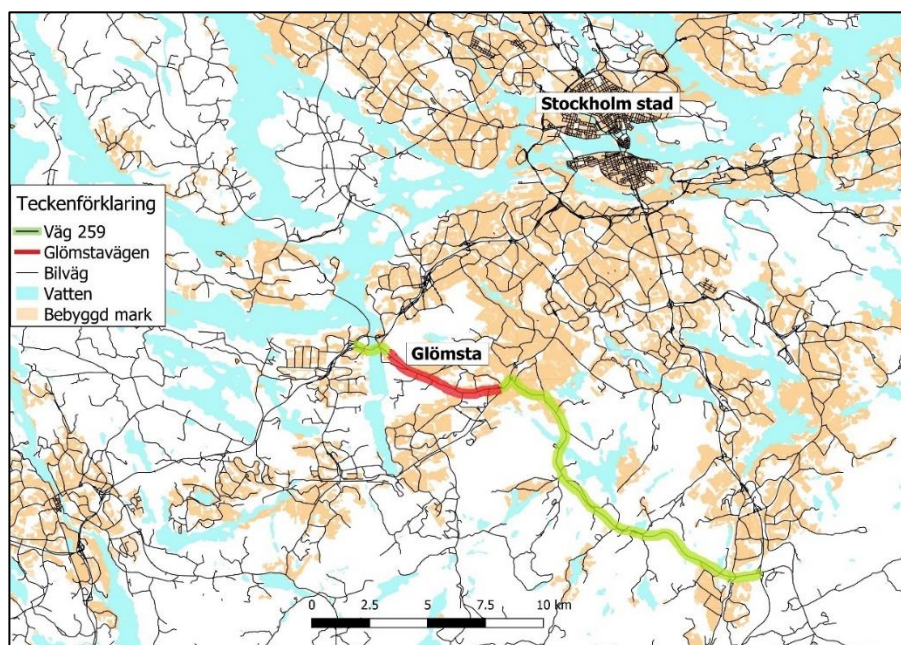 Stockholm stad
Teckenförklaring
Väg 259
Glömstavägen
Bilväg
Vatten
Bebyggd mark
Glömsta
0 2.5 5 7.5 10 km